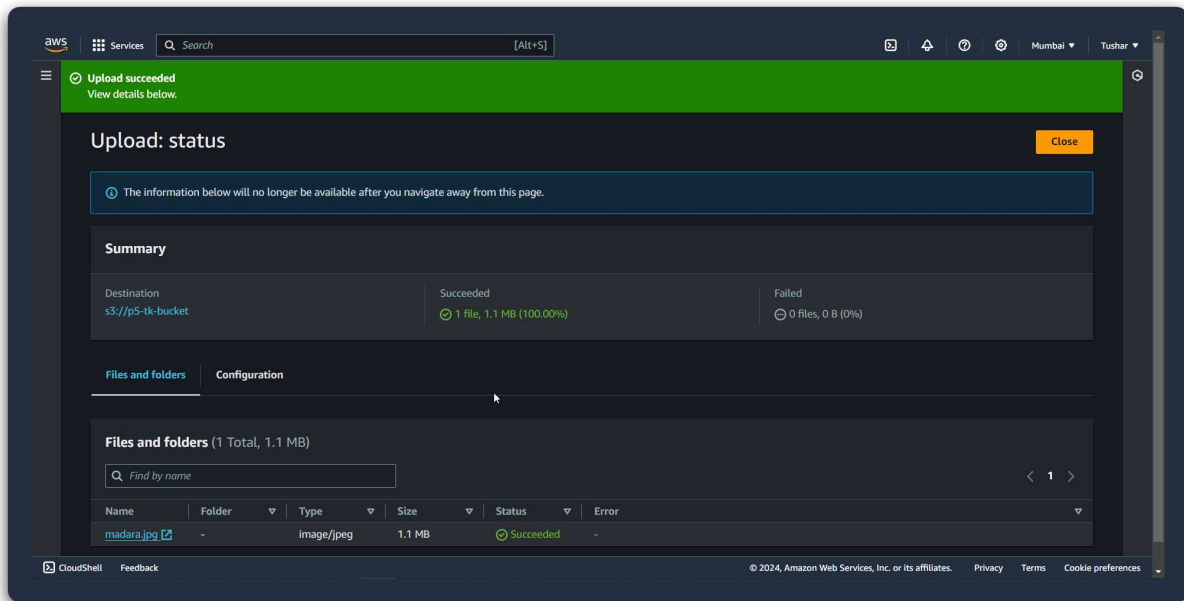 aws Services Search [Alt+S] Mumbai Tushar
Upload succeeded
View details below.
Upload: status
Close
The information below will no longer be available after you navigate away from this page.
Summary
Destination Succeeded Failed
s3://p5-tk-bucket 1 file, 1.1 MB (100.00%) 0 files, 0 B (0%)
Files and folders Configuration
Files and folders (1 Total, 1.1 MB)
Find by name
1
Name Folder Type Size Status Error
madara.jpg - image/jpeg 1.1 MB Succeeded -
CloudShell Feedback © 2024, Amazon Web Services, Inc. or its affiliates. Privacy Terms Cookie preferences